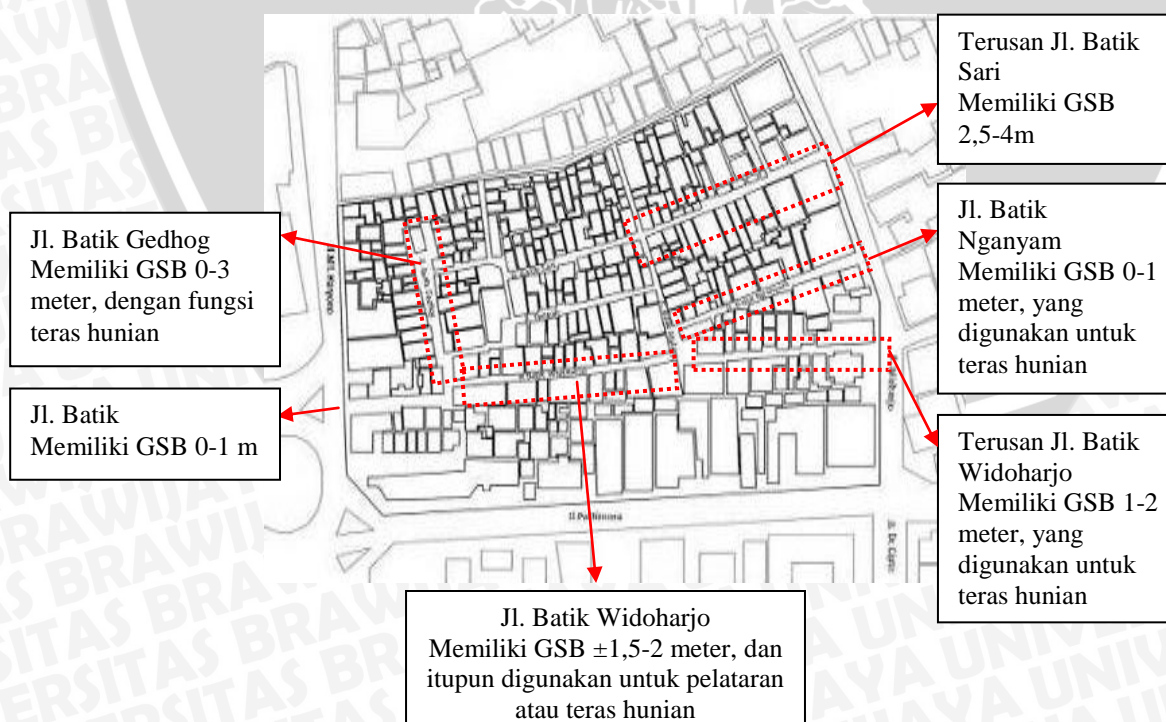 Terusan Jl. Batik
Sari
Memiliki GSB
2,5-4m
Jl. Batik
Nganyam
Memiliki GSB 0-1
meter, yang
digunakan untuk
teras hunian
Jl. Batik Gedhog
Memiliki GSB 0-3
meter, dengan fungsi
teras hunian
Jl. Batik
Memiliki GSB 0-1 m
Terusan Jl. Batik
Widoharjo
Memiliki GSB 1-2
meter, yang
digunakan untuk
teras hunian
Jl. Dr. Cipto
Jl. Batik Widoharjo
Memiliki GSB ±1,5-2 meter, dan
itupun digunakan untuk pelataran
atau teras hunian